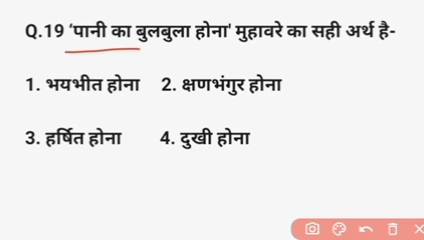 Q.19 ‘पानी का बुलबुला होना' मुहावरे का सही अर्थ है-
1. भयभीत होना 2. क्षणभंगुर होना
3. हर्षित होना 4. दुखी होना